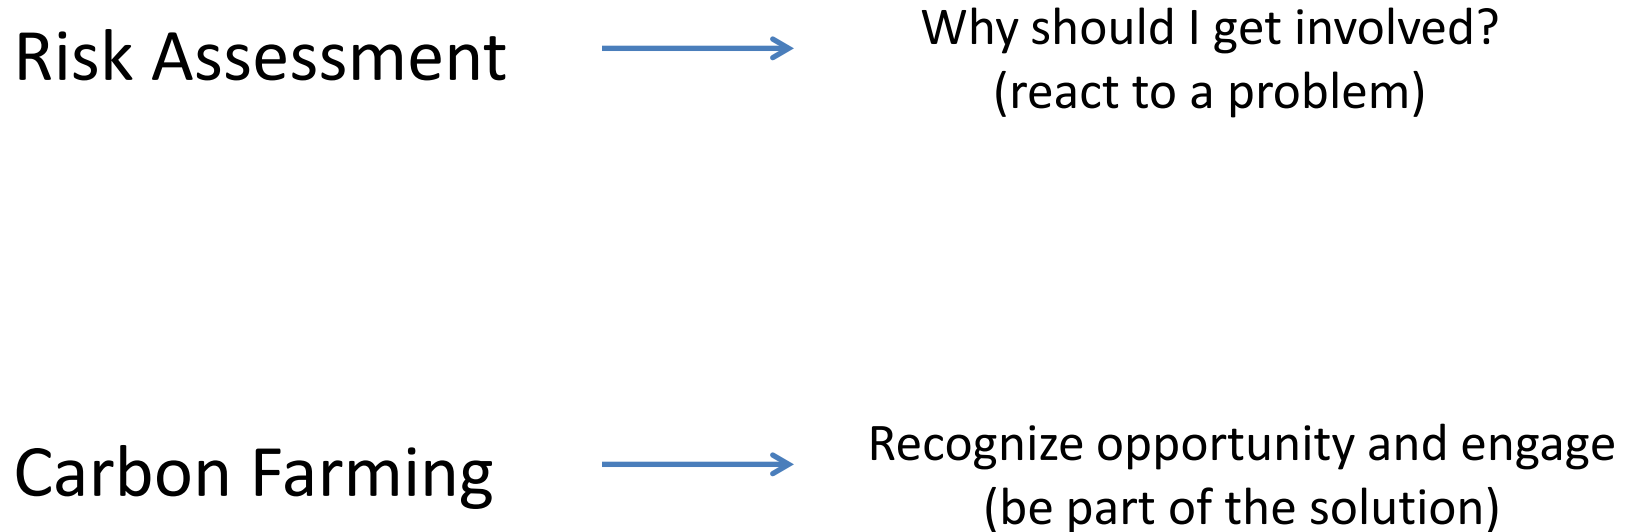 Risk Assessment
Why should I get involved?
(react to a problem)
Carbon Farming
Recognize opportunity and engage
(be part of the solution)